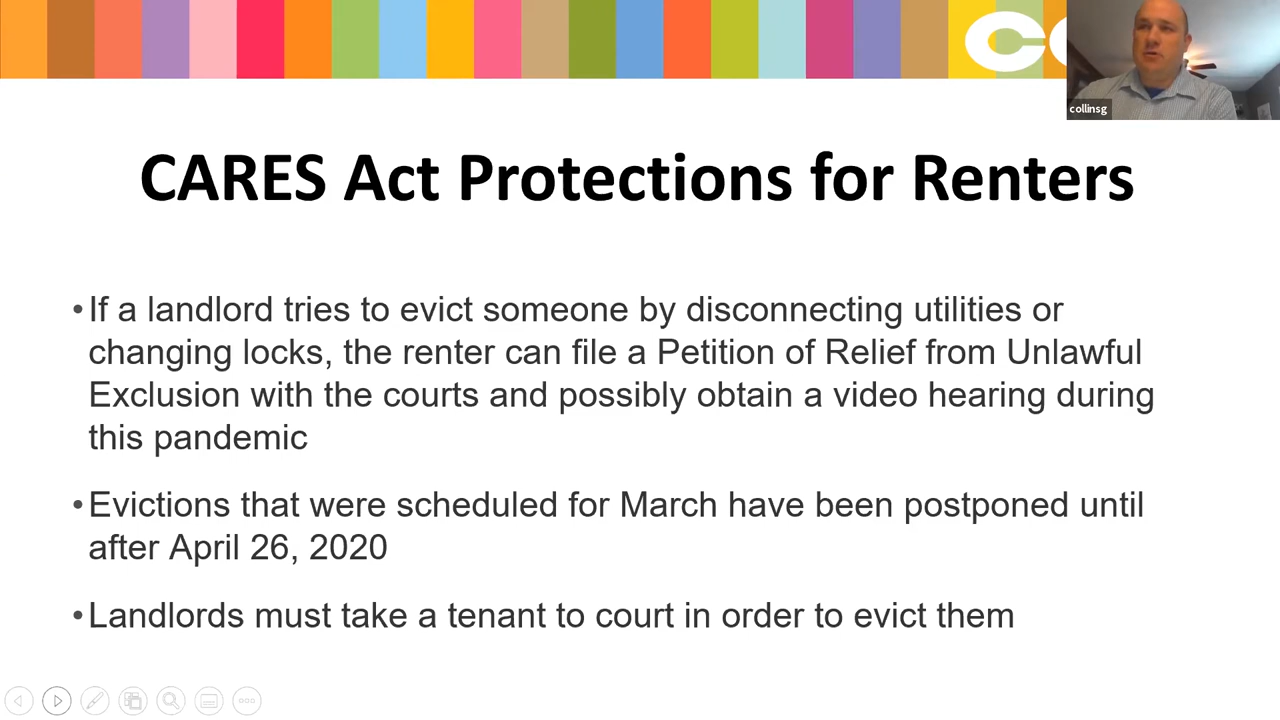 collinsg
CARES Act Protections for Renters
•If a landlord tries to evict someone by disconnecting utilities or
changing locks, the renter can file a Petition of Relief from Unlawful
Exclusion with the courts and possibly obtain a video hearing during
this pandemic
•Evictions that were scheduled for March have been postponed until
after April 26, 2020
•Landlords must take a tenant to court in order to evict them